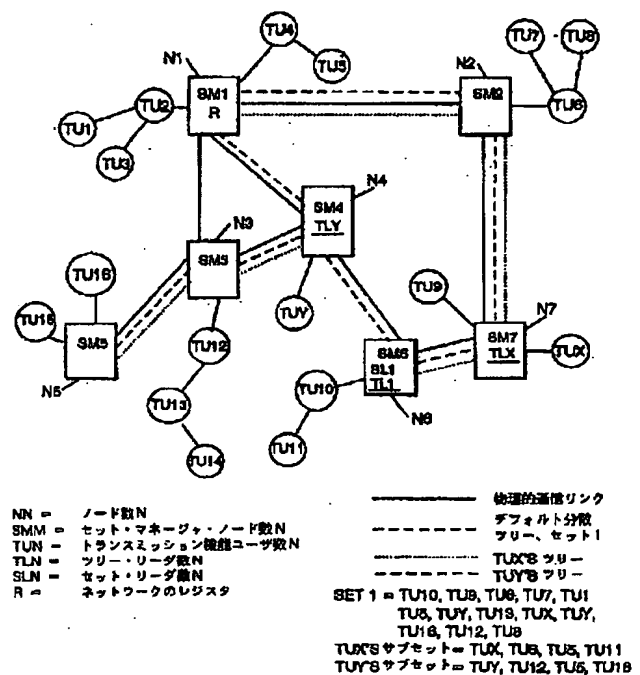 TU4
TU7
TU8
N1
TU5
N2
TU2
SM1
R
SM2
TU6
TU1
TU3
N4
SM4
TLY
N3
TU16
SM3
TU9
TUY
N7
TU15
SM5
TU12
SM6
SL1
TL1
SM7
TLX
TUX
N5
TU10
N6
TU13
TU11
TU14
NN = ノード数N
SMM = セット・マネージャ・ノード数N
TUN = トランスミッション機能ユーザ数N
TLN = ツリー・リーダ数N
SLN = セット・リーダ数N
R = ネットワークのレジスタ
物理的通信リンク
デフォルト分散
ツリー、セット1
TUX'S ツリー
TUY'S ツリー
SET 1 = TU10, TU9, TU6, TU7, TU1
TU5, TUY, TU13, TUX, TUY,
TU16, TU12, TU8
TUX'S サブセット= TUX, TU8, TU5, TU11
TUY'S サブセット= TUY, TU12, TU5, TU16